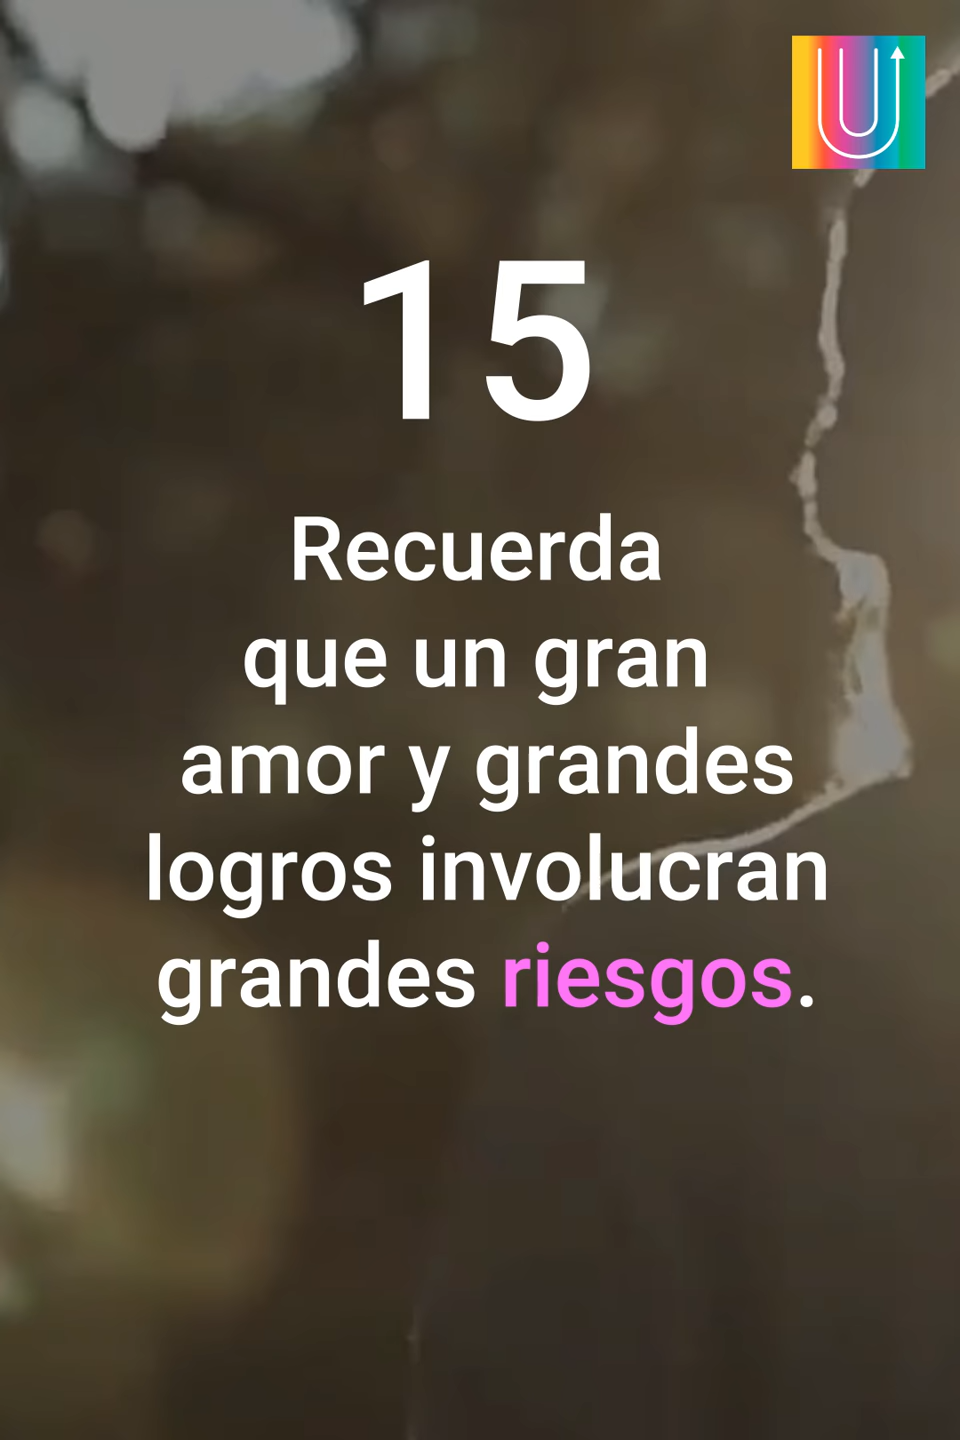 U
15
Recuerda
que un gran
amor y grandes
logros involucran
grandes riesgos.